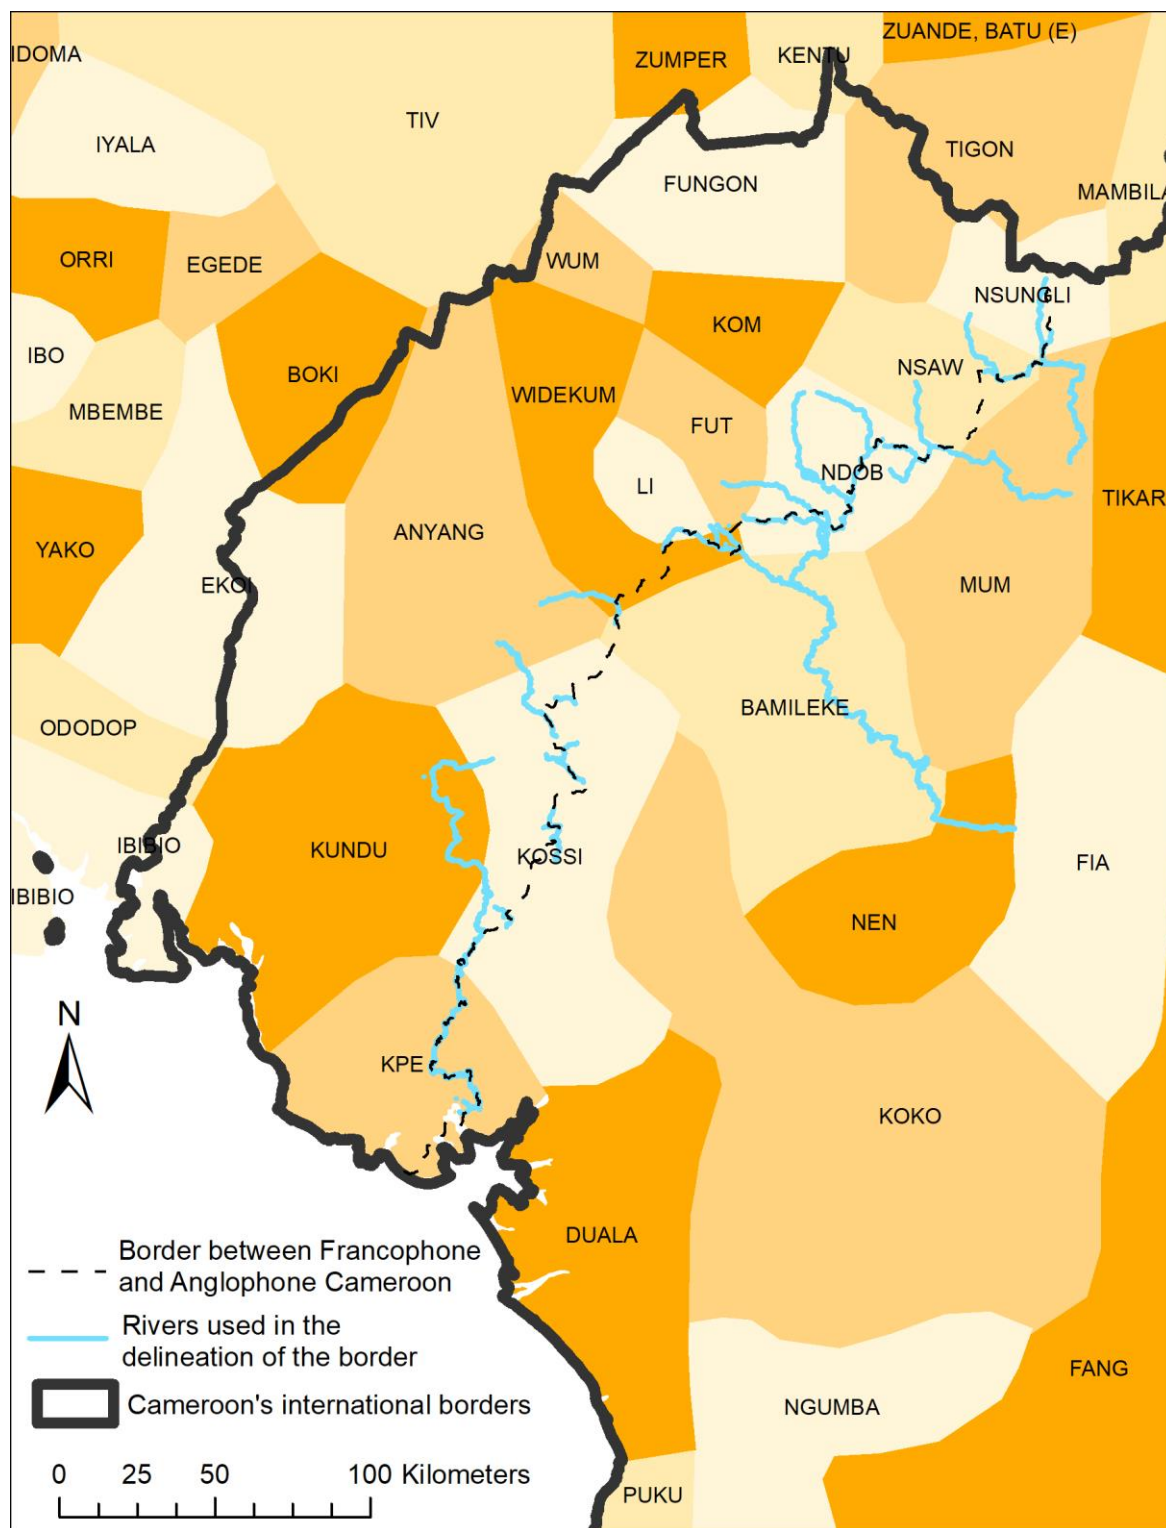 ZUANDE, BATU (E)
IDOMA
ZUMPER
KENTU
TIV
IYALA
TIGON
FUNGON
MAMBILA
ORRI
EGEDE
WUM
NSUNGLI
KOM
IBO
BOKI
NSAW
MBEMBE
WIDEKUM
FUT
NDOB
LI
TIKAR
ANYANG
YAKO
EKOI
MUM
BAMILEKE
ODODOP
IBIBIO
KUNDU
KOSSI
FIA
IBIBIO
NEN
N
KPE
KOKO
DUALA
Border between Francophone
and Anglophone Cameroon
Rivers used in the
delineation of the border
Cameroon's international borders
FANG
NGUMBA
0 25 50 100 Kilometers
PUKU